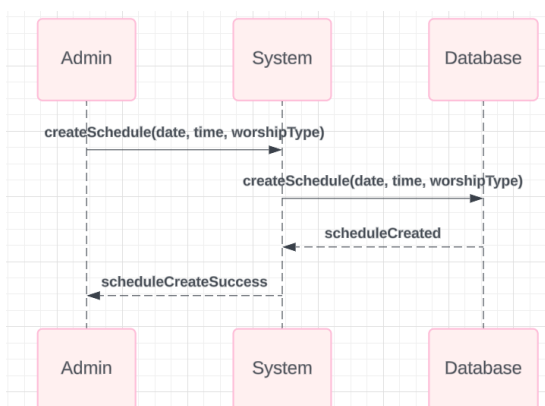 Admin
System
Database
createSchedule(date, time, worshipType)
createSchedule(date, time, worshipType)
scheduleCreated
scheduleCreateSuccess
Admin
System
Database